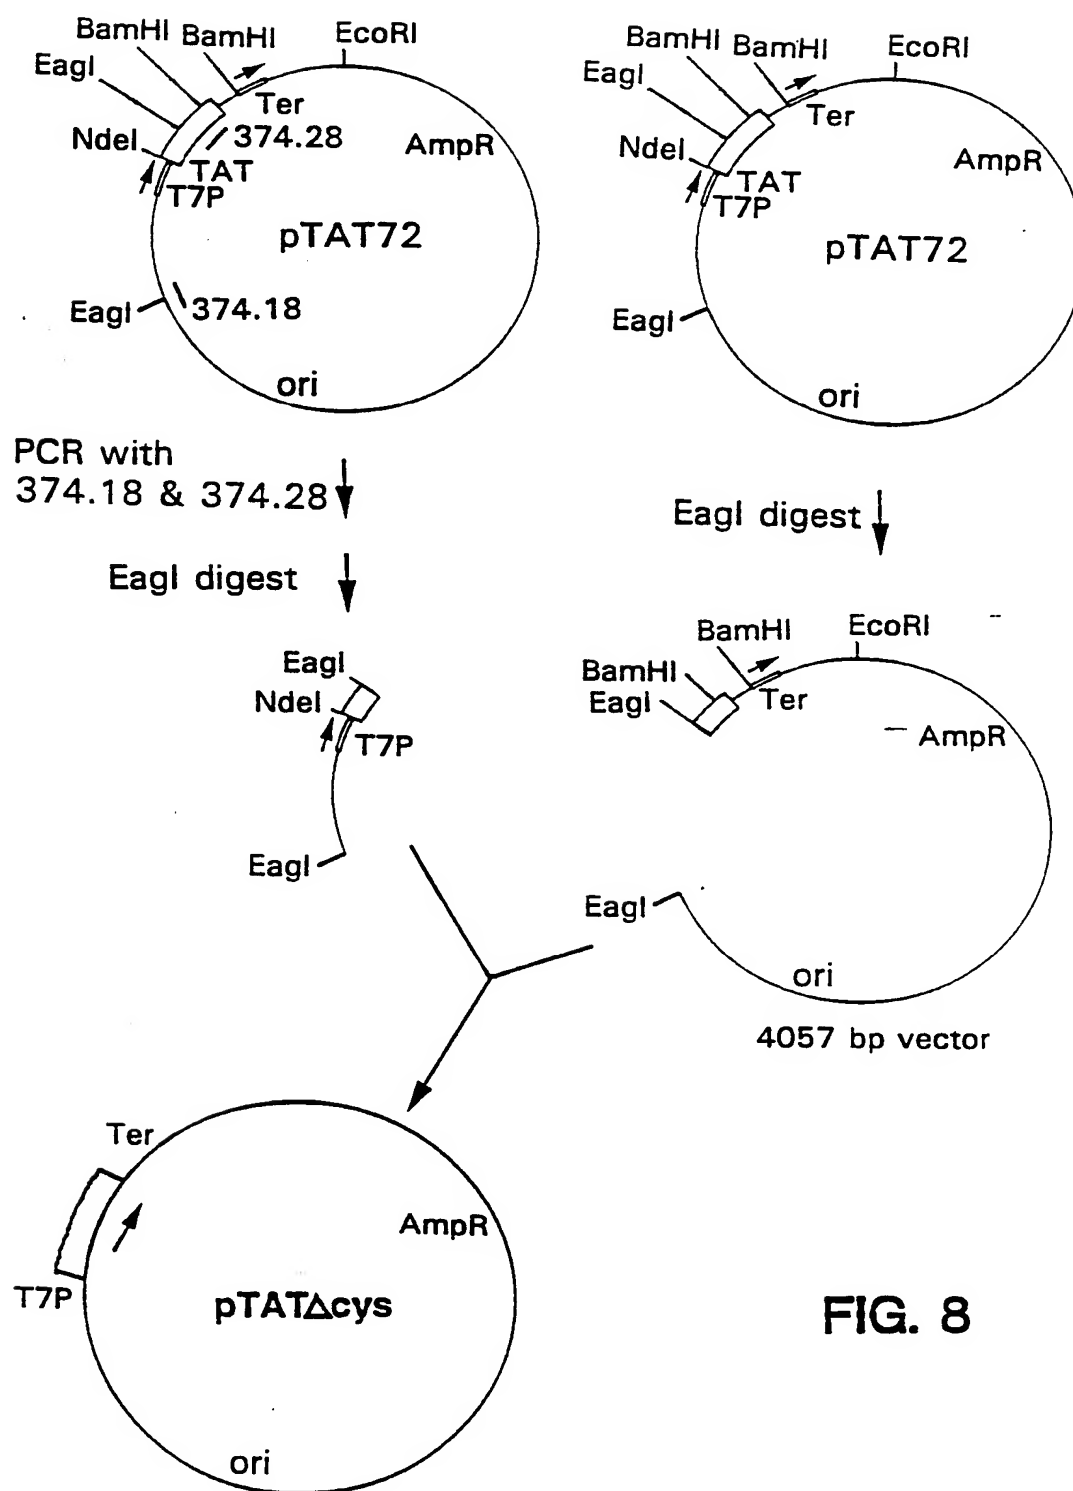 BamHI
BamHI
EcoRI
EagI
Ter
NdeI
374.28
AmpR
TAT
T7P
pTAT72
EagI
374.18
ori
BamHI
BamHI
EcoRI
EagI
Ter
NdeI
AmpR
TAT
T7P
pTAT72
EagI
ori
PCR with
374.18 & 374.28
EagI digest
EagI digest
EagI
NdeI
T7P
EagI
BamHI
EcoRI
BamHI
EagI
Ter
AmpR
EagI
ori
4057 bp vector
Ter
AmpR
T7P
pTATΔcys
ori
FIG. 8